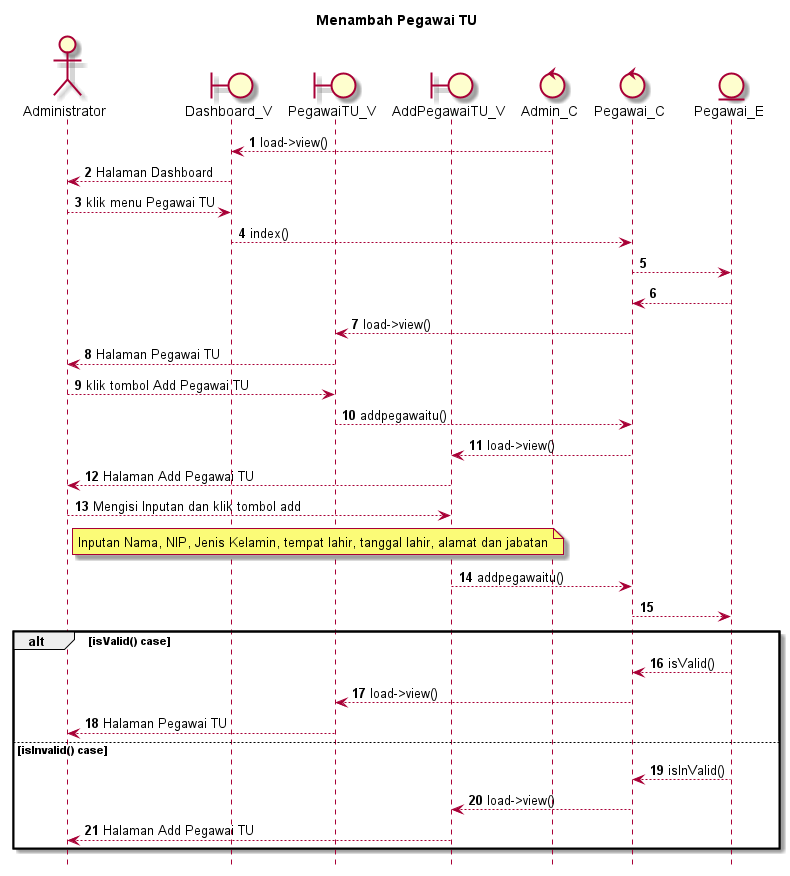 Menambah Pegawai TU
Administrator Dashboard_V PegawaiTU_V AddPegawaiTU_V Admin_C Pegawai_C Pegawai_E
1 load->view()
2 Halaman Dashboard
3 klik menu Pegawai TU
4 index()
5
6
7 load->view()
8 Halaman Pegawai TU
9 klik tombol Add Pegawai TU
10 addpegawaitu()
11 load->view()
12 Halaman Add Pegawai TU
13 Mengisi Inputan dan klik tombol add
Inputan Nama, NIP, Jenis Kelamin, tempat lahir, tanggal lahir, alamat dan jabatan
14 addpegawaitu()
15
alt [isValid() case]
16 isValid()
17 load->view()
18 Halaman Pegawai TU
[isInvalid() case]
19 isInValid()
20 load->view()
21 Halaman Add Pegawai TU